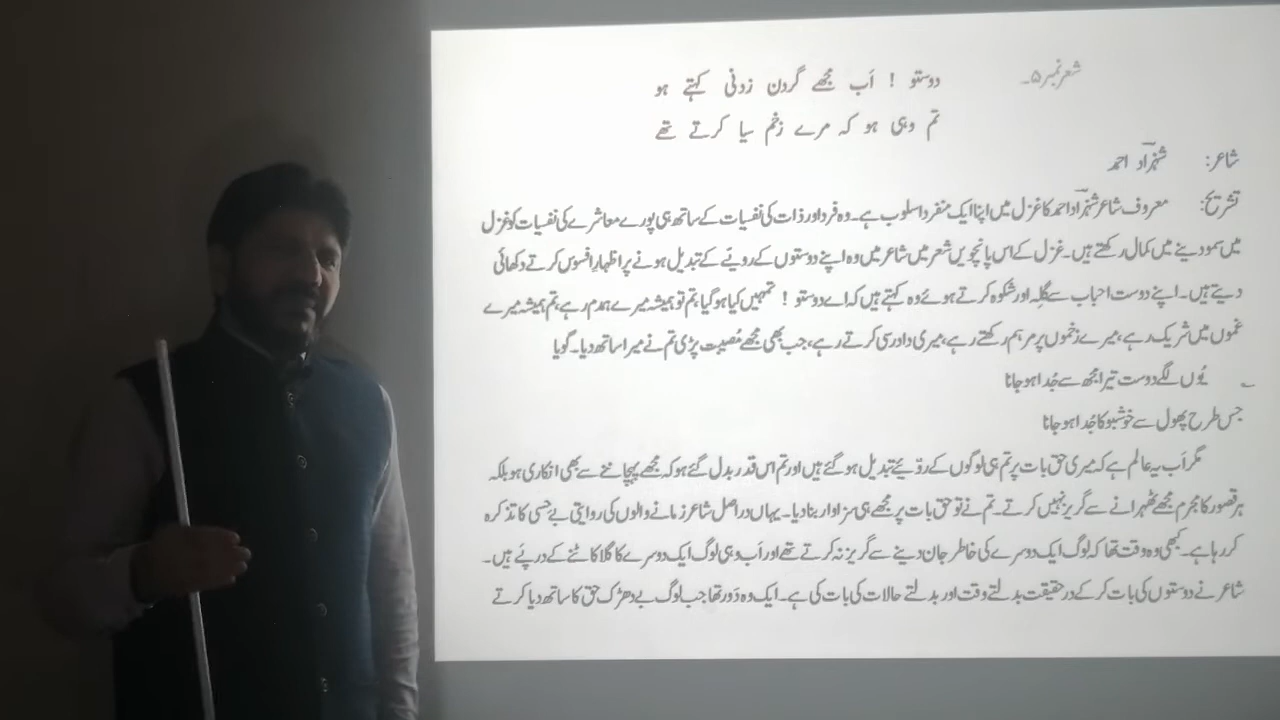 شعر نمبر ۵۔ دوستو ! اَب مجھے گردن زدنی کہتے ہو
تم وہی ہو کہ مرے زخم سیا کرتے تھے
شاعر: شہزاد احمد
تشریح: معروف شاعر شہزاد احمد کا غزل میں اپنا ایک منفرد اسلوب ہے۔ وہ فرد اور ذات کی نفسیات کے ساتھ ہی پورے معاشرے کی نفسیات کو غزل
میں سمو دینے میں کمال رکھتے ہیں۔ غزل کے اس پانچویں شعر میں شاعر میں وہ اپنے دوستوں کے رویے کے تبدیل ہونے پر اظہارِ افسوس کرتے دکھائی
دیتے ہیں۔ اپنے دوست احباب سے گلہ اور شکوہ کرتے ہوئے وہ کہتے ہیں کہ اے دوستو ! تمہیں کیا ہو گیا، تم تو ہمیشہ میرے ہمدم رہے، تم ہمیشہ میرے
غموں میں شریک رہے، میرے زخموں پر مرہم رکھتے رہے، میری دادرسی کرتے رہے، جب بھی مجھے مُصیبت پڑی تم نے میرا ساتھ دیا۔ گویا
؎ یُوں لگے دوست تیرا مجھ سے جُدا ہو جانا
جس طرح پھول سے خوشبو کا جُدا ہو جانا
مگر اَب یہ عالم ہے کہ میری حق بات پر تم ہی لوگوں کے روّیئے تبدیل ہو گئے ہیں اور تم اس قدر بدل گئے ہو کہ مجھے پہچاننے سے بھی انکاری ہو بلکہ
ہر قصور کا مجرم مجھے ٹھہرانے سے گریز نہیں کرتے۔ تم نے تو حق بات پر مجھے ہی سزاوار بنا دیا۔ یہاں دراصل شاعر زمانے والوں کی روایتی بے حسی کا تذکرہ
کر رہا ہے۔ کبھی وہ وقت تھا کہ لوگ ایک دوسرے کی خاطر جان دینے سے گریز نہ کرتے تھے اور اَب وہی لوگ ایک دوسرے کا گلا کاٹنے کے درپئے ہیں۔
شاعر نے دوستوں کی بات کر کے درحقیقت بدلتے وقت اور بدلتے حالات کی بات کی ہے۔ ایک وہ دَور تھا جب لوگ بے دھڑک حق کا ساتھ دیا کرتے